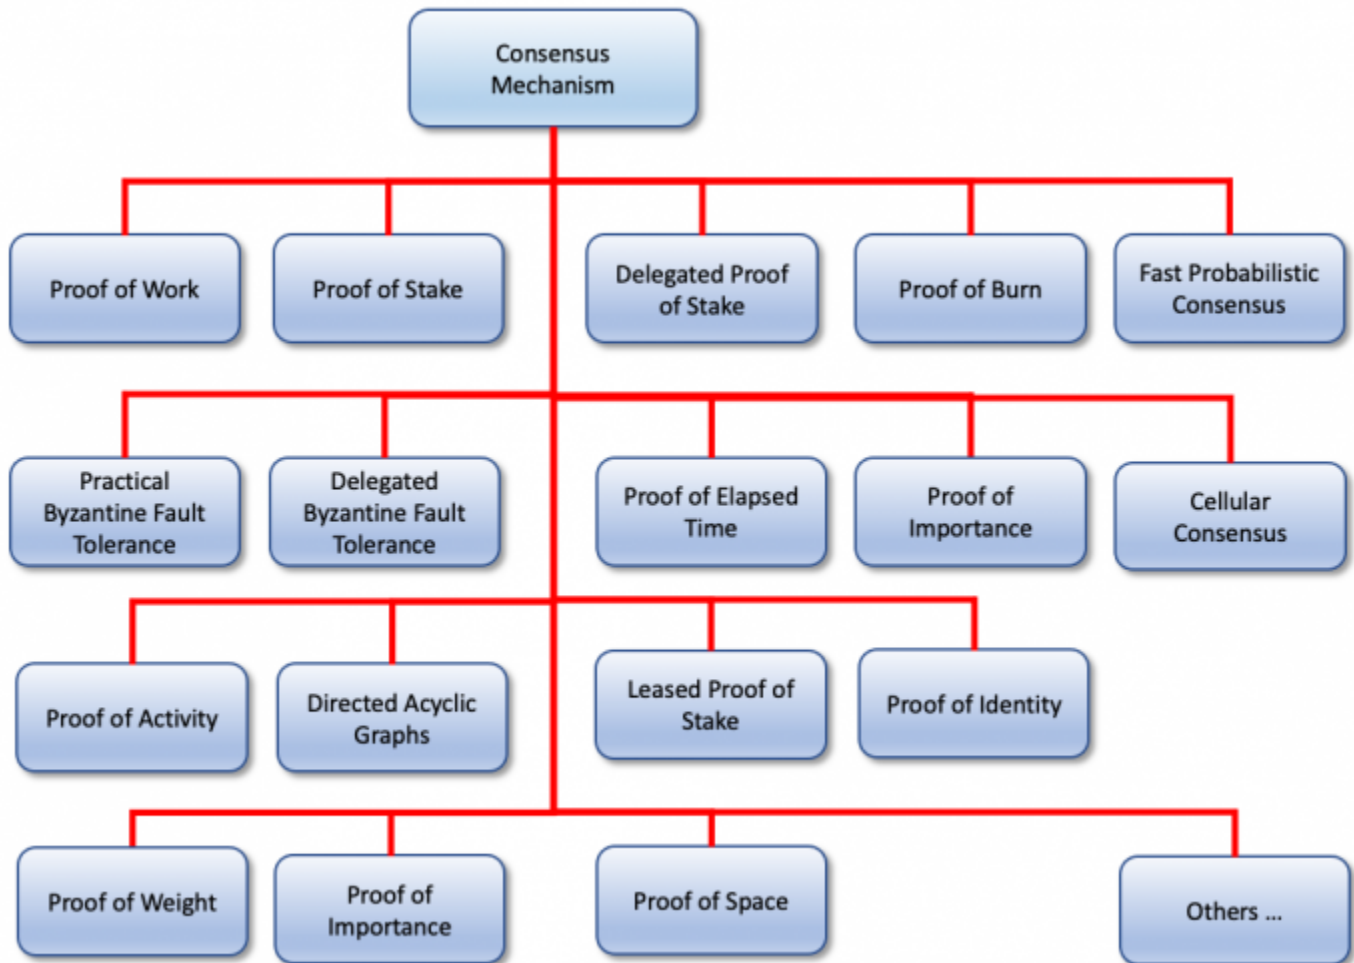 Consensus
Mechanism
Proof of Work
Proof of Stake
Delegated Proof
of Stake
Proof of Burn
Fast Probabilistic
Consensus
Practical
Byzantine Fault
Tolerance
Delegated
Byzantine Fault
Tolerance
Proof of Elapsed
Time
Proof of
Importance
Cellular
Consensus
Proof of Activity
Directed Acyclic
Graphs
Leased Proof of
Stake
Proof of Identity
Proof of Weight
Proof of
Importance
Proof of Space
Others ...